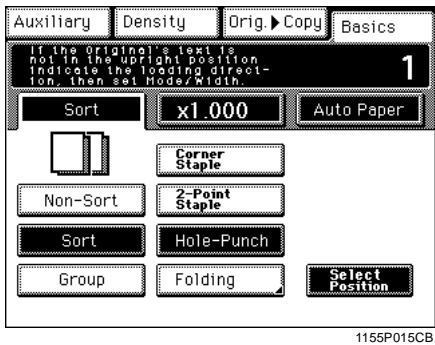 Auxiliary Density Orig.▶Copy Basics
If the Original's text is
not in the upright position
indicate the loading direct-
ion, then set Mode/Width.
1
Sort x1.000 Auto Paper
Corner
Staple
Non-Sort 2-Point
Staple
Sort Hole-Punch
Group Folding Select
Position
1155P015CB